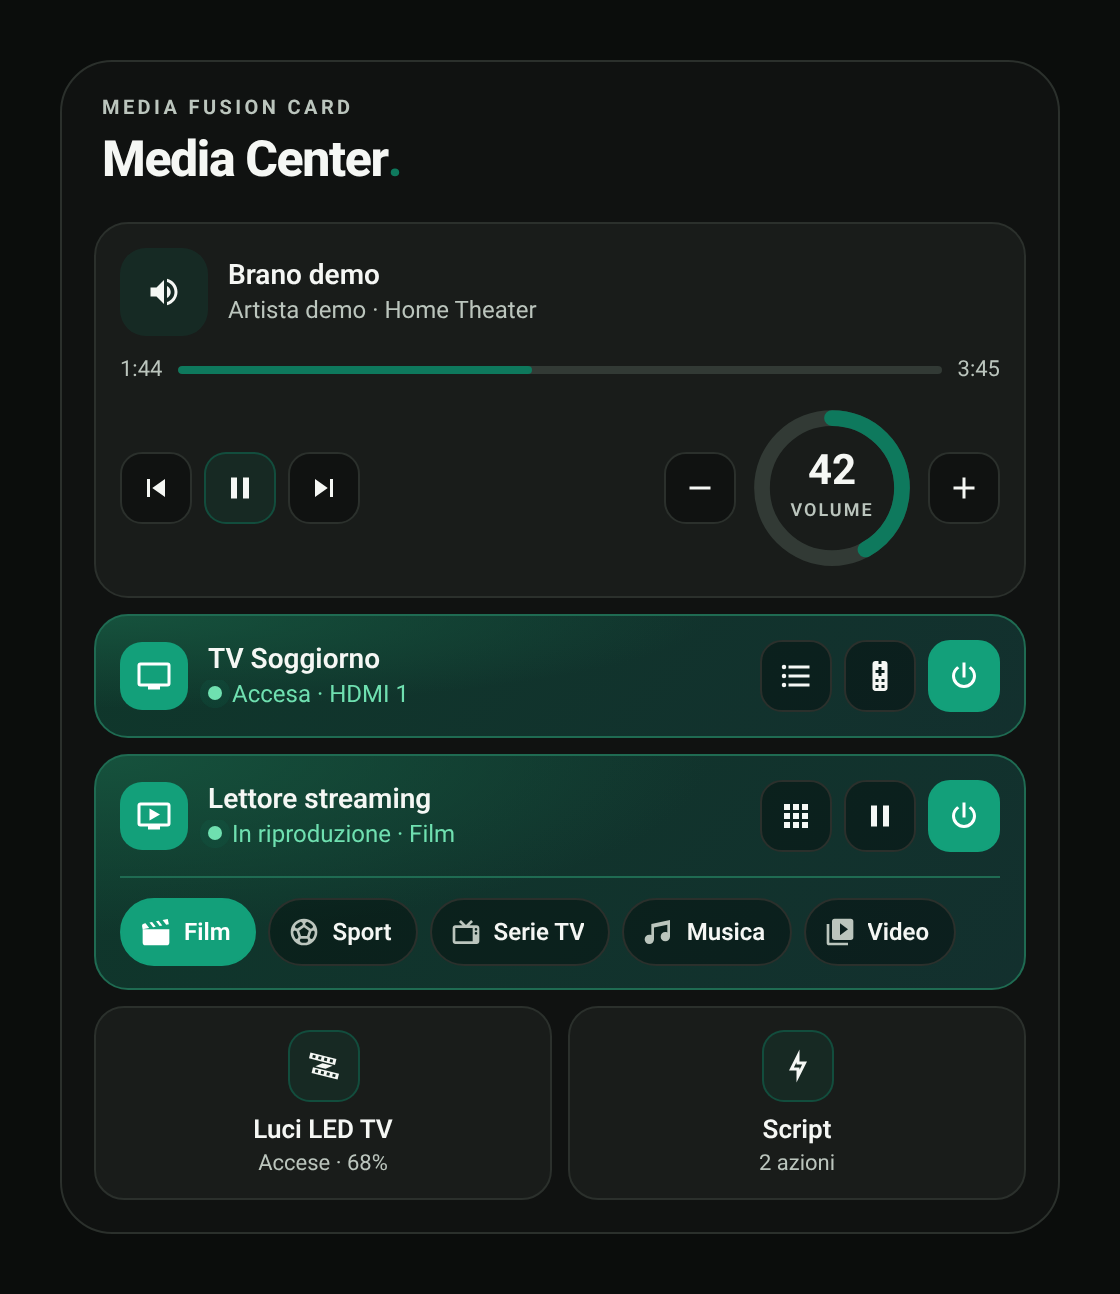 MEDIA FUSION CARD
Media Center.
Brano demo
Artista demo · Home Theater
1:44
3:45
42
VOLUME
TV Soggiorno
Accesa · HDMI 1
Lettore streaming
In riproduzione · Film
Film
Sport
Serie TV
Musica
Video
Luci LED TV
Accese · 68%
Script
2 azioni